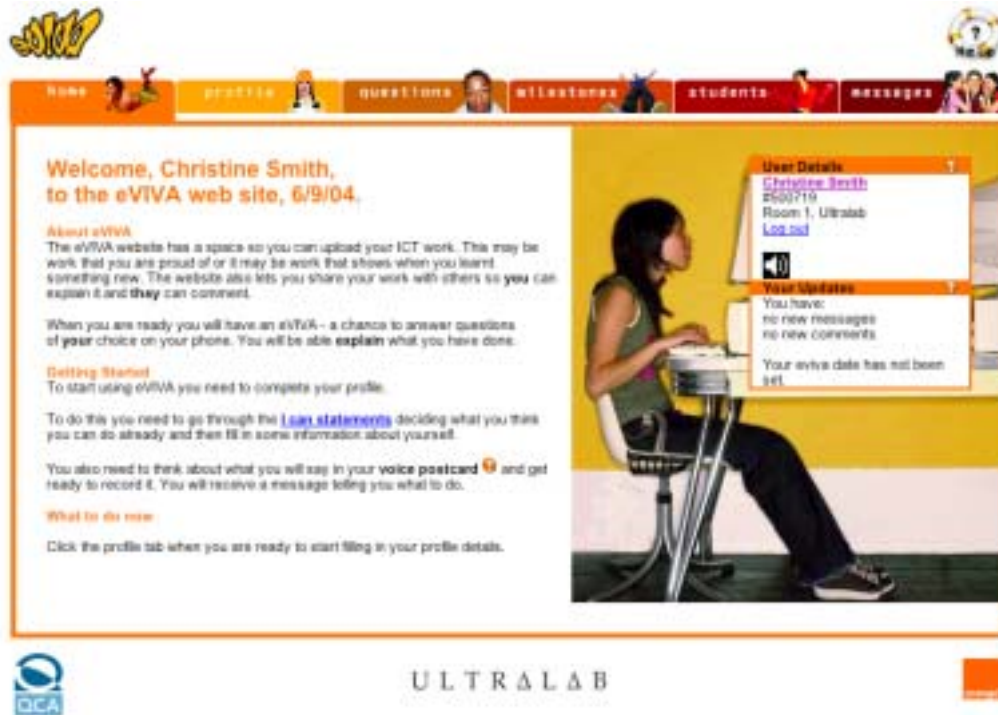 eVIVA
? Help
home profile questions milestones students messages
Welcome, Christine Smith,
to the eVIVA web site, 6/9/04.
About eVIVA
The eVIVA website has a space so you can upload your ICT work. This may be
work that you are proud of or it may be work that shows when you learnt
something new. The website also lets you share your work with others so you can
explain it and they can comment.
When you are ready you will have an eVIVA - a chance to answer questions
of your choice on your phone. You will be able explain what you have done.
Getting Started
To start using eVIVA you need to complete your profile.
To do this you need to go through the I can statements deciding what you think
you can do already and then fill in some information about yourself.
You also need to think about what you will say in your voice postcard ? and get
ready to record it. You will receive a message telling you what to do.
What to do now
Click the profile tab when you are ready to start filling in your profile details.
User Details ?
Christine Smith
#500719
Room 1, Ultralab
Log out
Your Updates ?
You have:
no new messages
no new comments
Your eviva date has not been
set.
QCA
ULTRALAB
orange